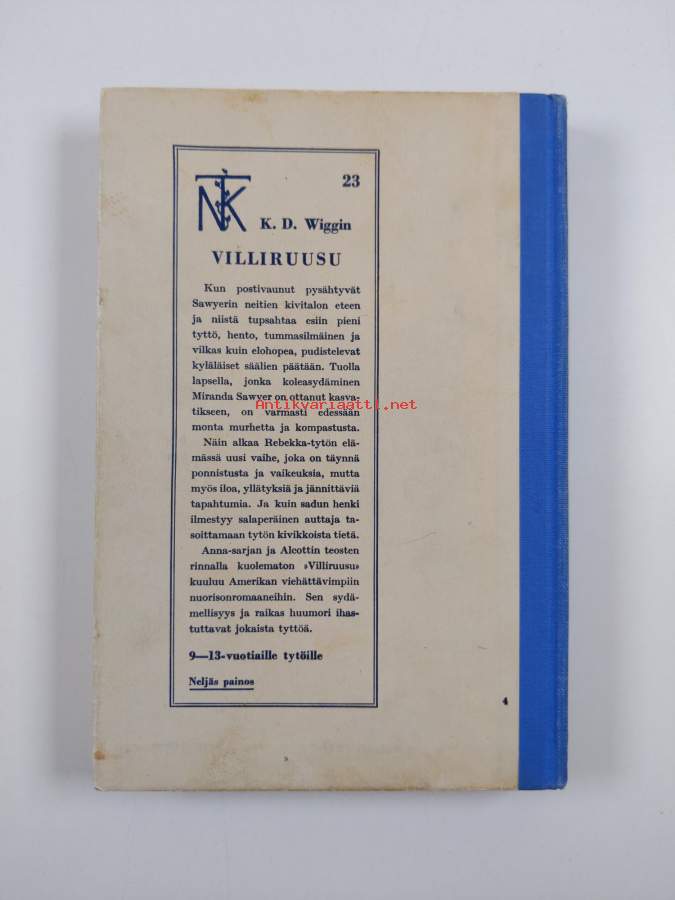 23
NTK
K. D. Wiggin
VILLIRUUSU
Kun postivaunut pysähtyvät
Sawyerin neitien kivitalon eteen
ja niistä tupsahtaa esiin pieni
tyttö, hento, tummasilmäinen ja
vilkas kuin elohopea, pudistelevat
kyläläiset säälien päätään. Tuolla
lapsella, jonka koleasydäminen
Miranda Sawyer on ottanut kasva-
tikseen, on varmasti edessään
Antikvariaatti.net
monta murhetta ja kompastusta.
Näin alkaa Rebekka-tytön elä-
mässä uusi vaihe, joka on täynnä
ponnistusta ja vaikeuksia, mutta
myös iloa, yllätyksiä ja jännittäviä
tapahtumia. Ja kuin sadun henki
ilmestyy salaperäinen auttaja ta-
soittamaan tytön kivikkoista tietä.
Anna-sarjan ja Alcottin teosten
rinnalla kuolematon »Villiruusu»
kuuluu Amerikan viehättävimpiin
nuorisonromaaneihin. Sen sydä-
mellisyys ja raikas huumori ihas-
tuttavat jokaista tyttöä.
9—13-vuotiaille tytöille
Neljäs painos
4